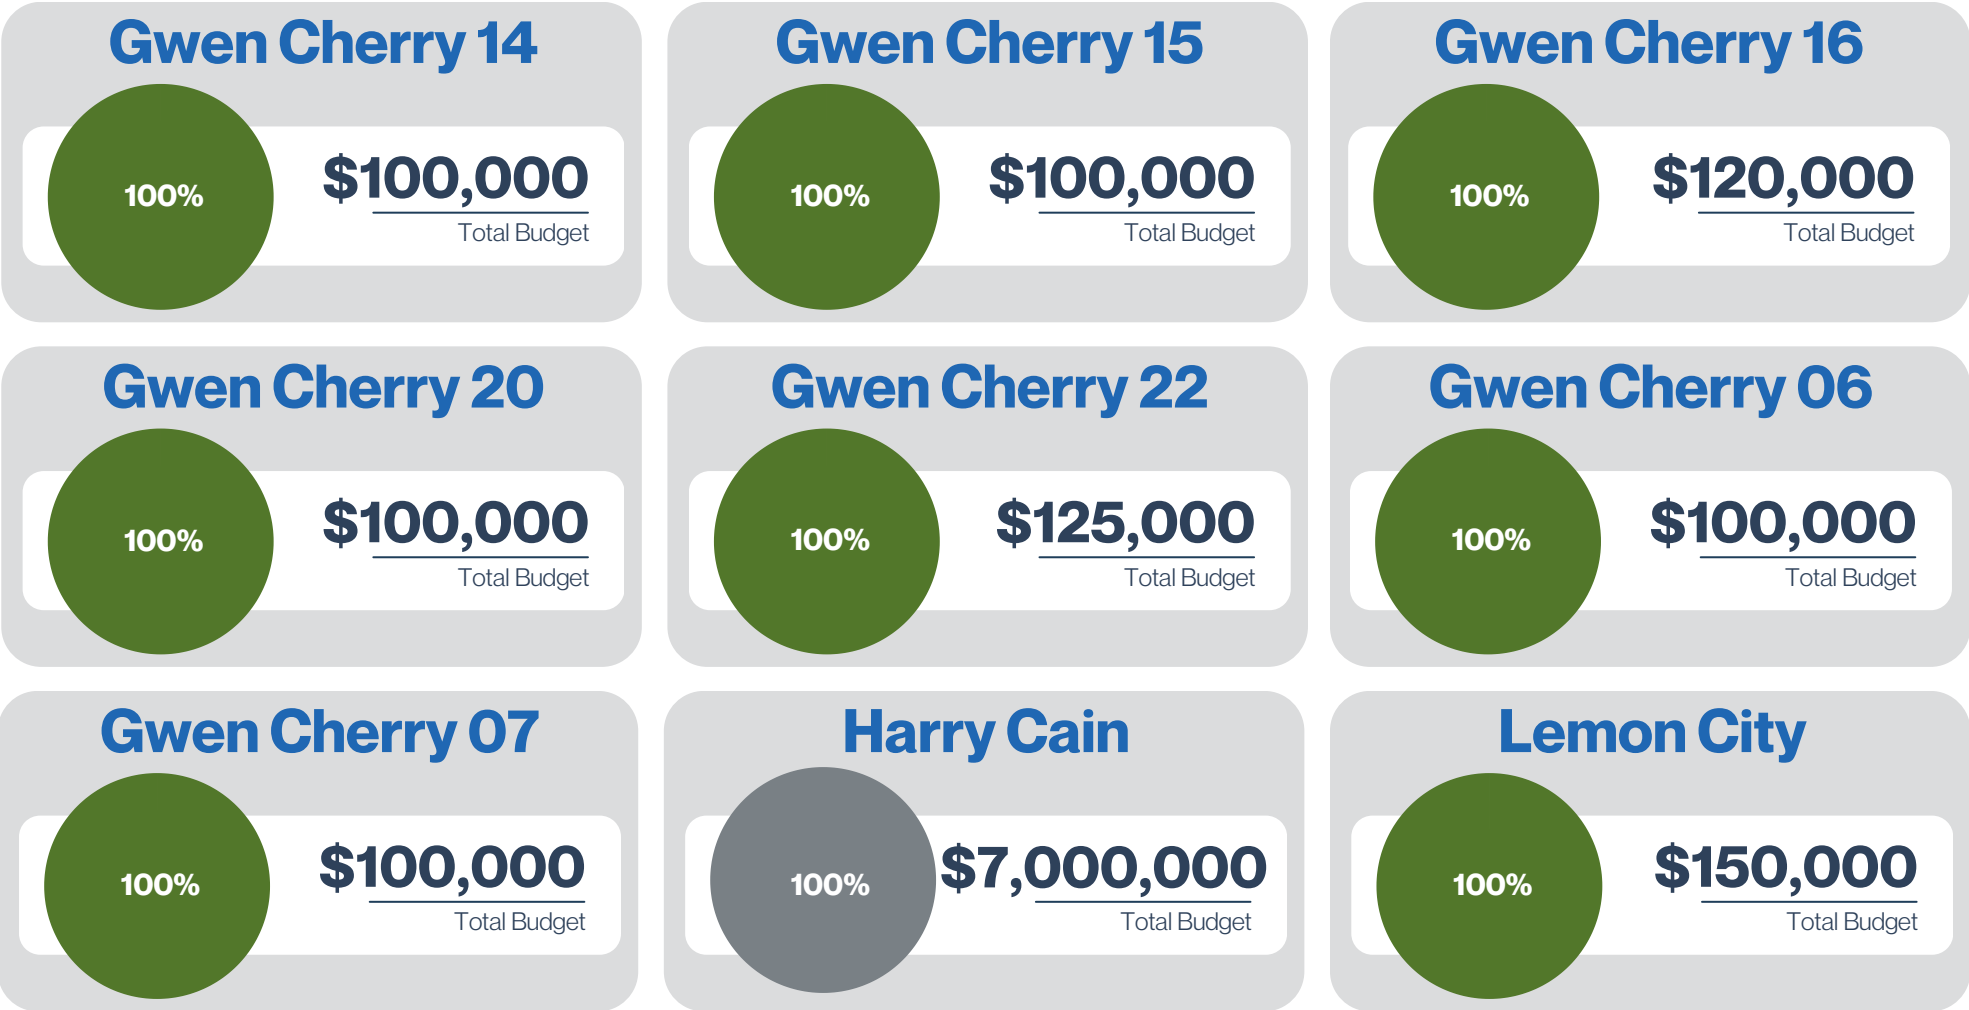 Gwen Cherry 14
100%
$100,000
Total Budget
Gwen Cherry 15
100%
$100,000
Total Budget
Gwen Cherry 16
100%
$120,000
Total Budget
Gwen Cherry 20
100%
$100,000
Total Budget
Gwen Cherry 22
100%
$125,000
Total Budget
Gwen Cherry 06
100%
$100,000
Total Budget
Gwen Cherry 07
100%
$100,000
Total Budget
Harry Cain
100%
$7,000,000
Total Budget
Lemon City
100%
$150,000
Total Budget